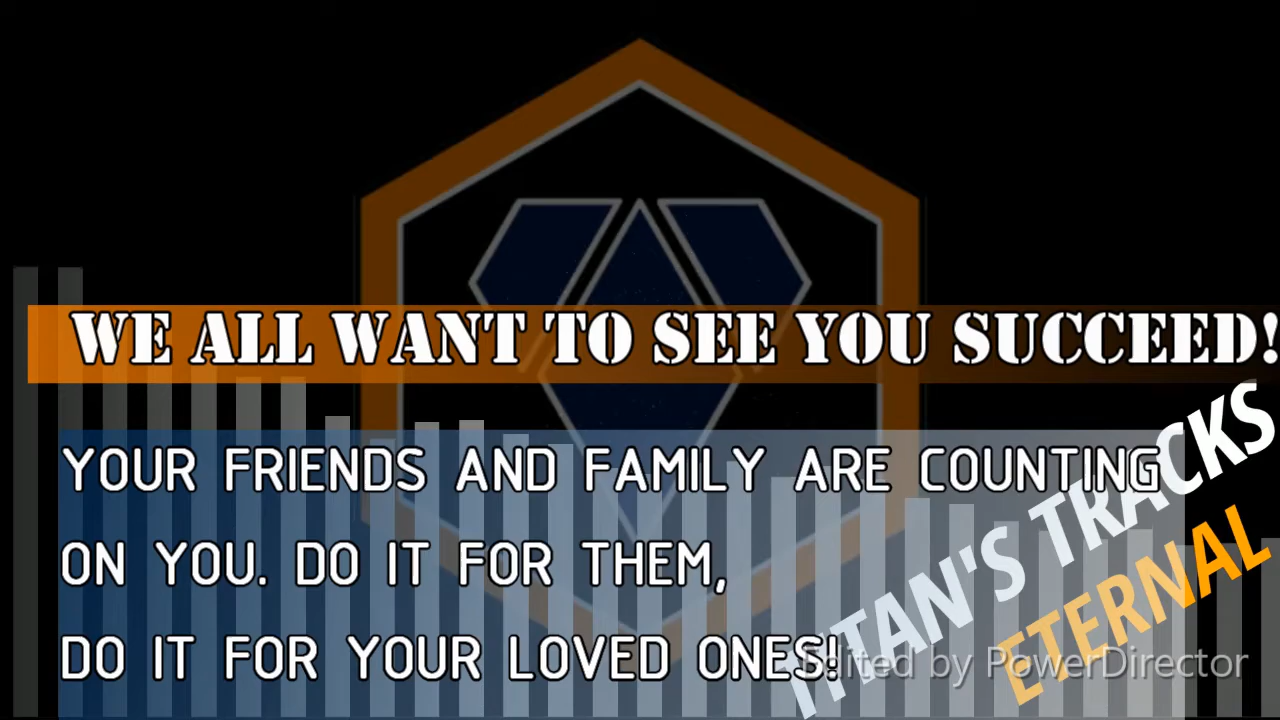 WE ALL WANT TO SEE YOU SUCCEED!
YOUR FRIENDS AND FAMILY ARE COUNTING
ON YOU. DO IT FOR THEM,
DO IT FOR YOUR LOVED ONES!
TITAN'S TRACKS
ETERNAL
Edited by PowerDirector